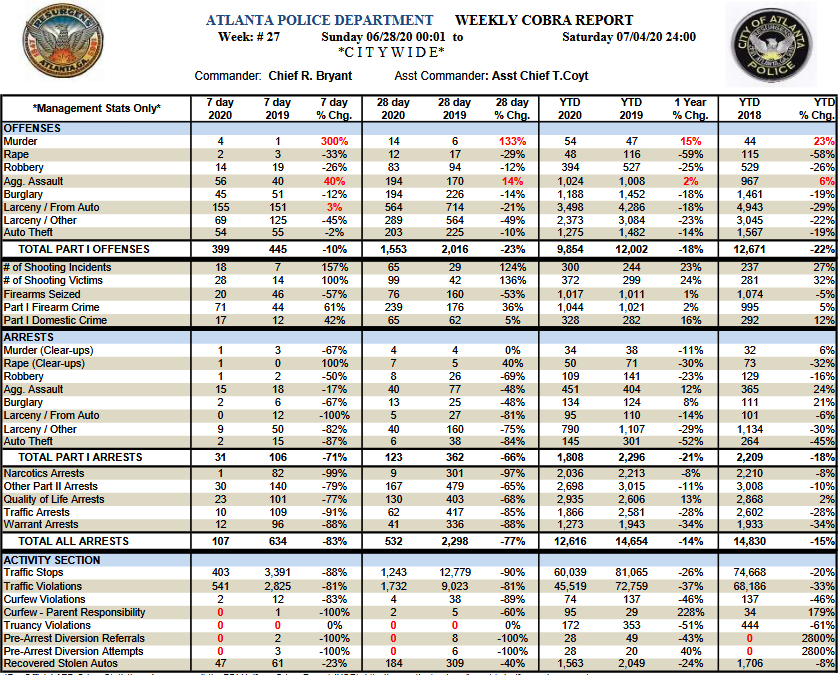 ATLANTA POLICE DEPARTMENT WEEKLY COBRA REPORT
Week: # 27 Sunday 06/28/20 00:01 to Saturday 07/04/20 24:00
*C I T Y W I D E*
Commander: Chief R. Bryant Asst Commander: Asst Chief T.Coyt
RESURGENS
1847 1865
ATLANTA, GA.
CITY OF ATLANTA
POLICE
*Management Stats Only* 7 day 2020 7 day 2019 7 day % Chg. 28 day 2020 28 day 2019 28 day % Chg. YTD 2020 YTD 2019 1 Year % Chg. YTD 2018 YTD % Chg.
OFFENSES
Murder 4 1 300% 14 6 133% 54 47 15% 44 23%
Rape 2 3 -33% 12 17 -29% 48 116 -59% 115 -58%
Robbery 14 19 -26% 83 94 -12% 394 527 -25% 529 -26%
Agg. Assault 56 40 40% 194 170 14% 1,024 1,008 2% 967 6%
Burglary 45 51 -12% 194 226 -14% 1,188 1,452 -18% 1,461 -19%
Larceny / From Auto 155 151 3% 564 714 -21% 3,498 4,286 -18% 4,943 -29%
Larceny / Other 69 125 -45% 289 564 -49% 2,373 3,084 -23% 3,045 -22%
Auto Theft 54 55 -2% 203 225 -10% 1,275 1,482 -14% 1,567 -19%
TOTAL PART I OFFENSES 399 445 -10% 1,553 2,016 -23% 9,854 12,002 -18% 12,671 -22%
# of Shooting Incidents 18 7 157% 65 29 124% 300 244 23% 237 27%
# of Shooting Victims 28 14 100% 99 42 136% 372 299 24% 281 32%
Firearms Seized 20 46 -57% 76 160 -53% 1,017 1,011 1% 1,074 -5%
Part I Firearm Crime 71 44 61% 239 176 36% 1,044 1,021 2% 995 5%
Part I Domestic Crime 17 12 42% 65 62 5% 328 282 16% 292 12%
ARRESTS
Murder (Clear-ups) 1 3 -67% 4 4 0% 34 38 -11% 32 6%
Rape (Clear-ups) 1 0 100% 7 5 40% 50 71 -30% 73 -32%
Robbery 1 2 -50% 8 26 -69% 109 141 -23% 129 -16%
Agg. Assault 15 18 -17% 40 77 -48% 451 404 12% 365 24%
Burglary 2 6 -67% 13 25 -48% 134 124 8% 111 21%
Larceny / From Auto 0 12 -100% 5 27 -81% 95 110 -14% 101 -6%
Larceny / Other 9 50 -82% 40 160 -75% 790 1,107 -29% 1,134 -30%
Auto Theft 2 15 -87% 6 38 -84% 145 301 -52% 264 -45%
TOTAL PART I ARRESTS 31 106 -71% 123 362 -66% 1,808 2,296 -21% 2,209 -18%
Narcotics Arrests 1 82 -99% 9 301 -97% 2,036 2,213 -8% 2,210 -8%
Other Part II Arrests 30 140 -79% 167 479 -65% 2,698 3,015 -11% 3,008 -10%
Quality of Life Arrests 23 101 -77% 130 403 -68% 2,935 2,606 13% 2,868 2%
Traffic Arrests 10 109 -91% 62 417 -85% 1,866 2,581 -28% 2,602 -28%
Warrant Arrests 12 96 -88% 41 336 -88% 1,273 1,943 -34% 1,933 -34%
TOTAL ALL ARRESTS 107 634 -83% 532 2,298 -77% 12,616 14,654 -14% 14,830 -15%
ACTIVITY SECTION
Traffic Stops 403 3,391 -88% 1,243 12,779 -90% 60,039 81,065 -26% 74,668 -20%
Traffic Violations 541 2,825 -81% 1,732 9,023 -81% 45,519 72,759 -37% 68,186 -33%
Curfew Violations 2 12 -83% 4 38 -89% 74 137 -46% 137 -46%
Curfew - Parent Responsibility 0 1 -100% 2 5 -60% 95 29 228% 34 179%
Truancy Violations 0 0 0% 0 0 0% 172 353 -51% 444 -61%
Pre-Arrest Diversion Referrals 0 2 -100% 0 8 -100% 28 49 -43% 0 2800%
Pre-Arrest Diversion Attempts 0 3 -100% 0 6 -100% 28 20 40% 0 2800%
Recovered Stolen Autos 47 61 -23% 184 309 -40% 1,563 2,049 -24% 1,706 -8%